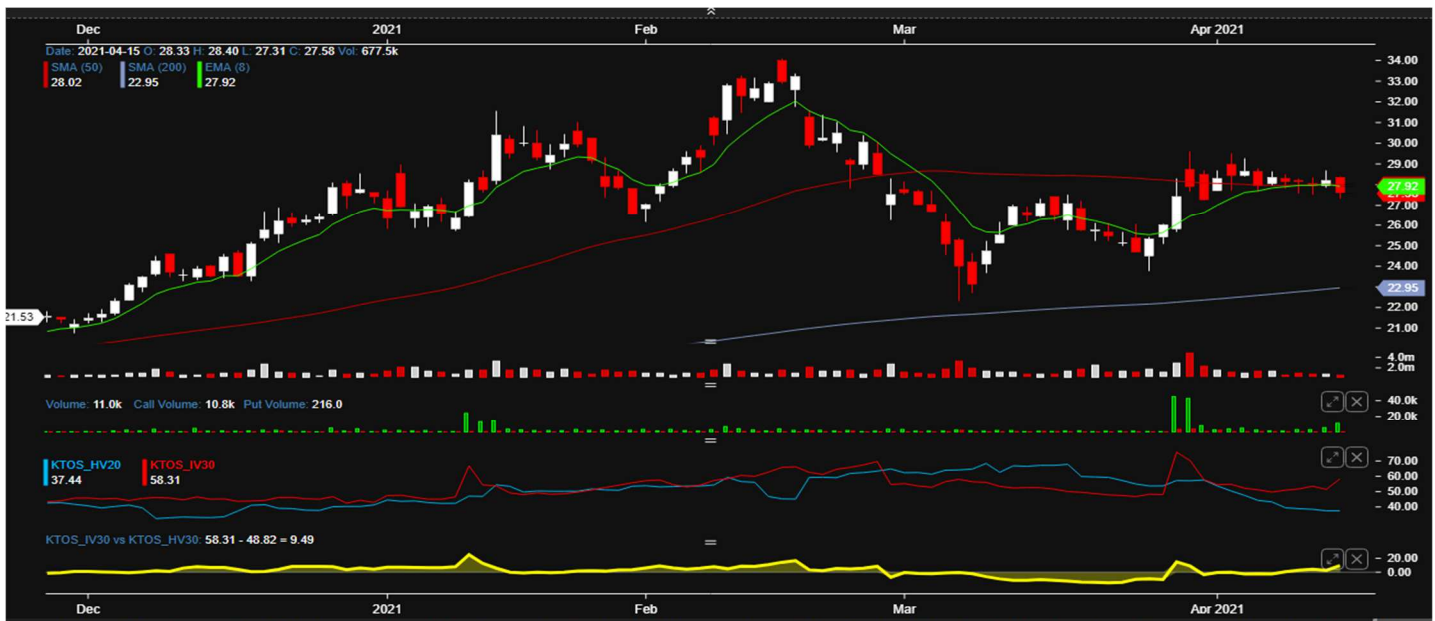 Dec 2021 Feb Mar Apr 2021
Date: 2021-04-15 O: 28.33 H: 28.40 L: 27.31 C: 27.58 Vol: 677.5k
SMA (50) SMA (200) EMA (8)
28.02 22.95 27.92
34.00
33.00
32.00
31.00
30.00
29.00
27.92
27.00
26.00
25.00
24.00
22.95
22.00
21.53
21.00
4.0m
2.0m
Volume: 11.0k Call Volume: 10.8k Put Volume: 216.0
40.0k
20.0k
KTOS_HV20 KTOS_IV30
37.44 58.31
70.00
60.00
50.00
40.00
KTOS_IV30 vs KTOS_HV30: 58.31 - 48.82 = 9.49
20.00
0.00
Dec 2021 Feb Mar Apr 2021